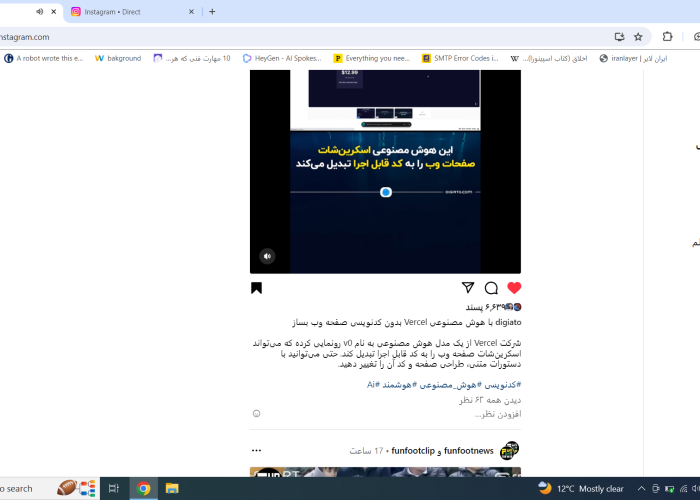 Instagram • Direct
nstagram.com
A robot wrote this e...
bakground
10 مهارت فنی که هر...
HeyGen - AI Spokes...
Everything you nee...
SMTP Error Codes i...
اخلاق (کتاب اسپینوزا)...
ایران لایر | iranlayer
$12.99
این هوش مصنوعی اسکرین‌شات
صفحات وب را به کد قابل اجرا تبدیل می‌کند
DIGIATO.COM
۶,۶۳۹ پسند
digiato با هوش مصنوعی Vercel بدون کدنویسی صفحه وب بساز
شرکت Vercel از یک مدل هوش مصنوعی به نام v0 رونمایی کرده که می‌تواند
اسکرین‌شات صفحه وب را به کد قابل اجرا تبدیل کند. حتی می‌توانید با
دستورات متنی، طراحی صفحه و کد آن را تغییر دهید.
#کدنویسی #هوش_مصنوعی #هوشمند #Ai
دیدن همه ۶۲ نظر
افزودن نظر...
funfootnews و funfootclip • 17 ساعت
o search
12°C Mostly clear